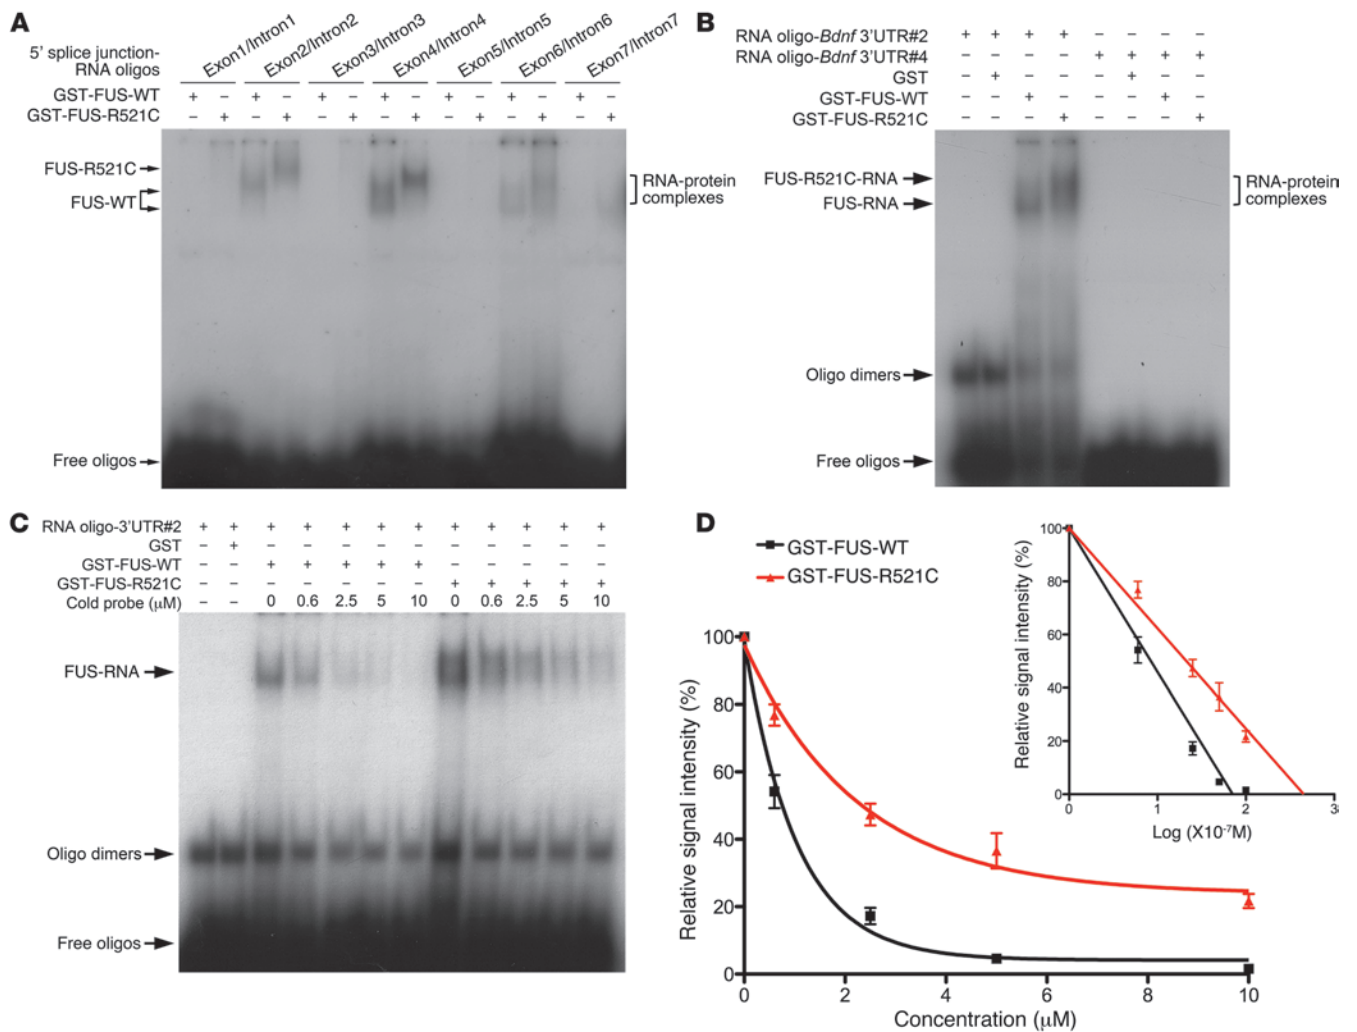 A
5' splice junction-
RNA oligos
Exon1/Intron1
Exon2/Intron2
Exon3/Intron3
Exon4/Intron4
Exon5/Intron5
Exon6/Intron6
Exon7/Intron7
GST-FUS-WT + – + – + – + – + – + – + –
GST-FUS-R521C – + – + – + – + – + – + – +
FUS-R521C
FUS-WT
RNA-protein
complexes
Free oligos
B
RNA oligo-Bdnf 3'UTR#2 + + + + – – – –
RNA oligo-Bdnf 3'UTR#4 – – – – + + + +
GST – + – – – + – –
GST-FUS-WT – – + – – – + –
GST-FUS-R521C – – – + – – – +
FUS-R521C-RNA
FUS-RNA
RNA-protein
complexes
Oligo dimers
Free oligos
C
RNA oligo-3'UTR#2 + + + + + + + + + + + +
GST – + – – – – – – – – – –
GST-FUS-WT – – + + + + + – – – – –
GST-FUS-R521C – – – – – – – + + + + +
Cold probe (μM) – – 0 0.6 2.5 5 10 0 0.6 2.5 5 10
FUS-RNA
Oligo dimers
Free oligos
D
GST-FUS-WT
GST-FUS-R521C
Relative signal intensity (%)
100
80
60
40
20
0
0 2 4 6 8 10
Concentration (μM)
Relative signal intensity (%)
100
80
60
40
20
0
0 1 2 3
Log (X10-7M)